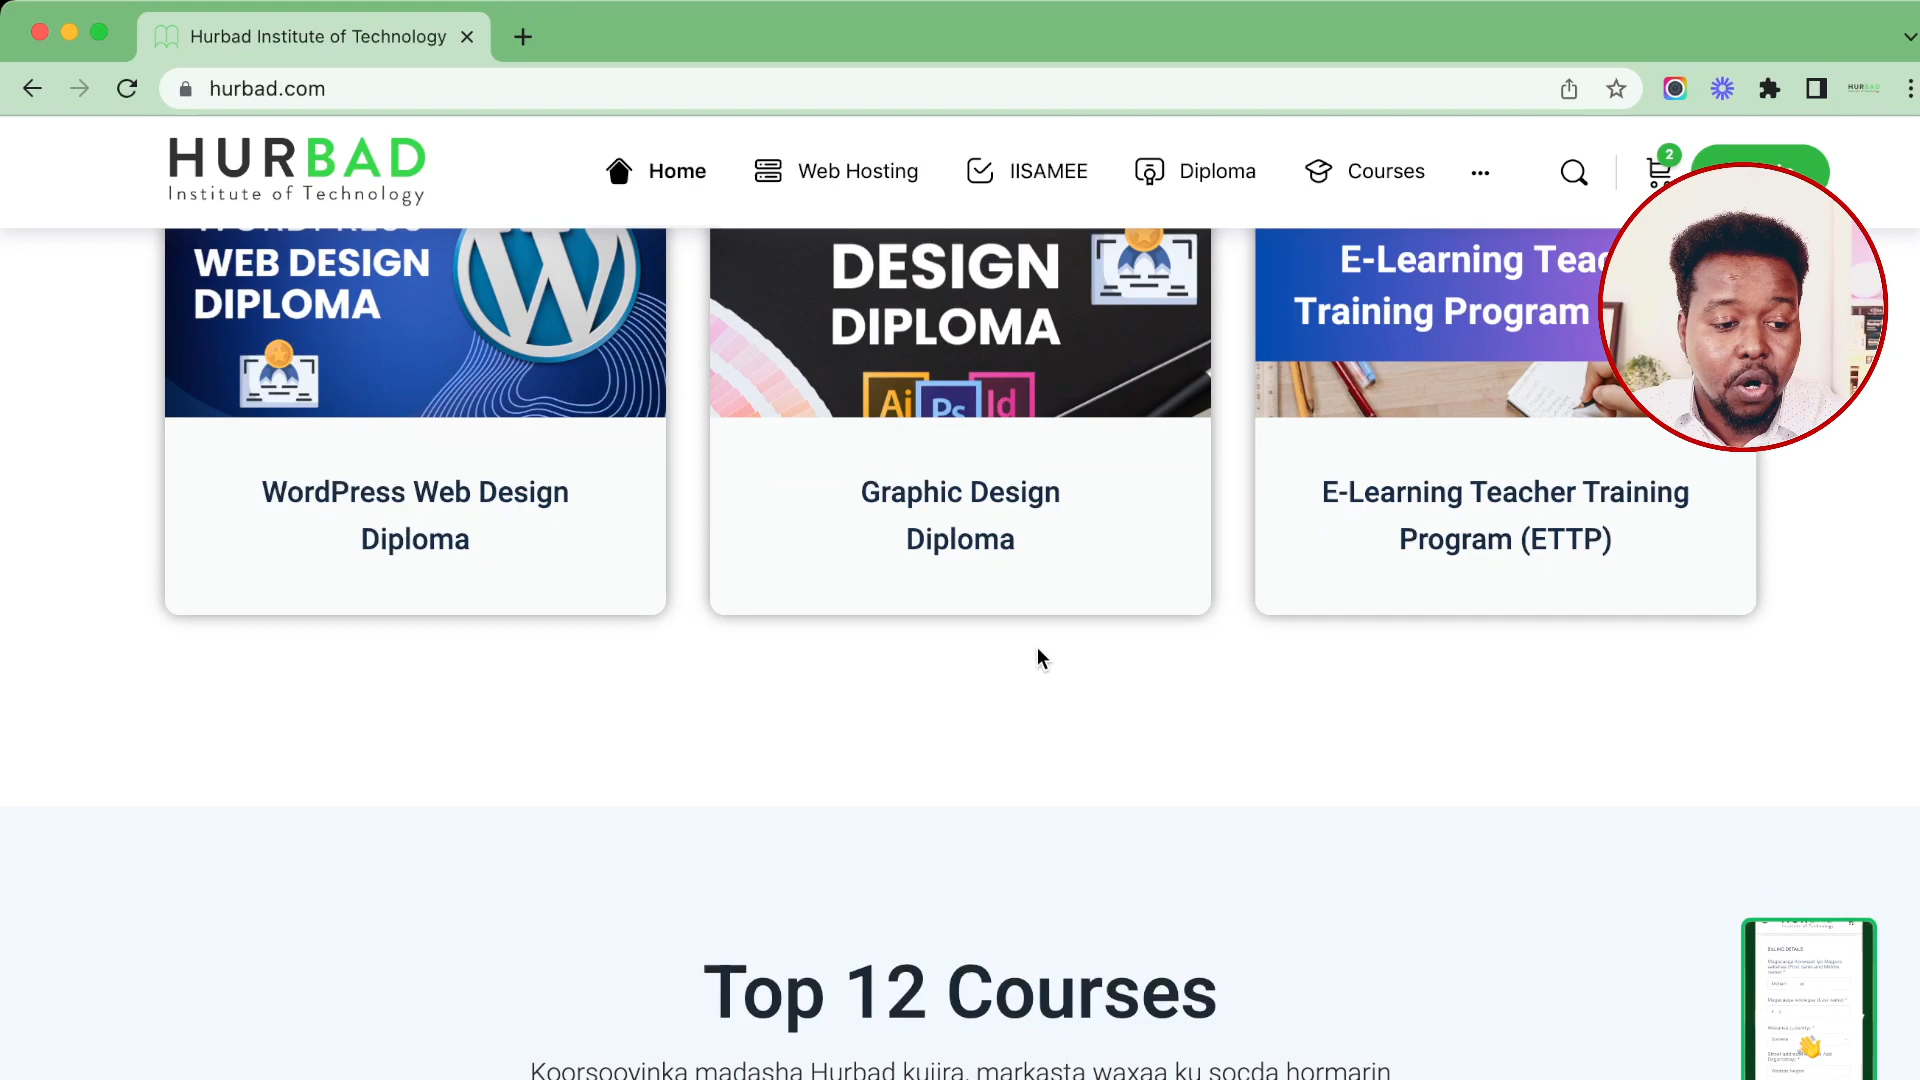 Hurbad Institute of Technology
hurbad.com
HURBAD
Institute of Technology
Home
Web Hosting
IISAMEE
Diploma
Courses
2
WEB DESIGN
DIPLOMA
DESIGN
DIPLOMA
Ai
Ps
Id
E-Learning
Training Program
WordPress Web Design
Diploma
Graphic Design
Diploma
E-Learning Teacher Training
Program (ETTP)
Top 12 Courses
Koorsooyinka madasha Hurbad kujira, markasta waxaa ku socda hormarin
BILLING DETAILS